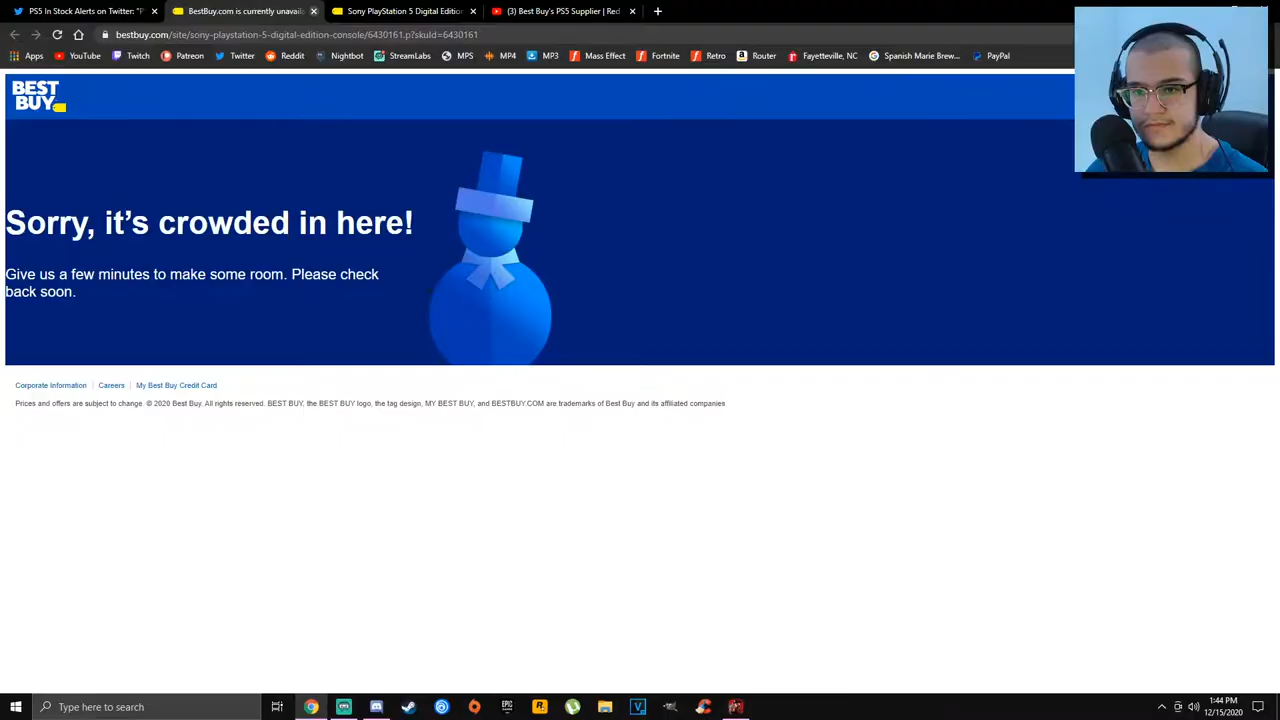 PS5 In Stock Alerts on Twitter: "P
BestBuy.com is currently unavaila
Sony PlayStation 5 Digital Edition
(3) Best Buy's PS5 Supplier | Red
bestbuy.com/site/sony-playstation-5-digital-edition-console/6430161.p?skuId=6430161
Apps YouTube Twitch Patreon Twitter Reddit Nightbot StreamLabs MPS MP4 MP3 Mass Effect Fortnite Retro Router Fayetteville, NC Spanish Marie Brew... PayPal
BEST
BUY
Sorry, it's crowded in here!
Give us a few minutes to make some room. Please check
back soon.
Corporate Information | Careers | My Best Buy Credit Card
Prices and offers are subject to change. © 2020 Best Buy. All rights reserved. BEST BUY, the BEST BUY logo, the tag design, MY BEST BUY, and BESTBUY.COM are trademarks of Best Buy and its affiliated companies
Type here to search
EPIC
R
V
1:44 PM
12/15/2020